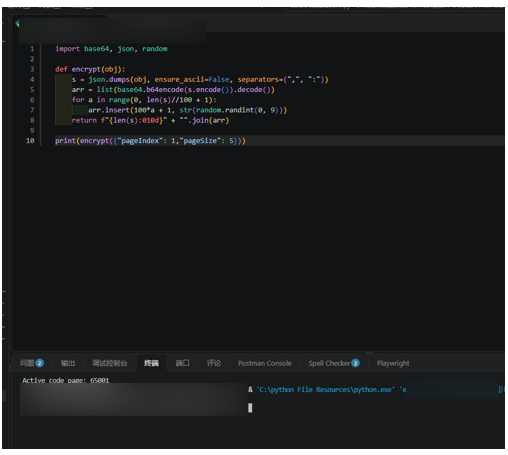 1 import base64, json, random
2
3 def encrypt(obj):
4 s = json.dumps(obj, ensure_ascii=False, separators=(",", ":"))
5 arr = list(base64.b64encode(s.encode()).decode())
6 for a in range(0, len(s)//100 + 1):
7 arr.insert(100*a + 1, str(random.randint(0, 9)))
8 return f"{len(s):010d}" + "".join(arr)
9
10 print(encrypt({"pageIndex": 1,"pageSize": 5}))
问题 2 输出 调试控制台 终端 端口 评论 Postman Console Spell Checker 2 Playwright
Active code page: 65001
& 'C:\python File Resources\python.exe' 'e